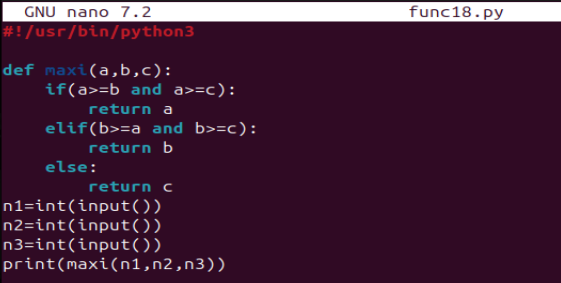 GNU nano 7.2 func18.py
#!/usr/bin/python3
def maxi(a,b,c):
    if(a>=b and a>=c):
        return a
    elif(b>=a and b>=c):
        return b
    else:
        return c
n1=int(input())
n2=int(input())
n3=int(input())
print(maxi(n1,n2,n3))